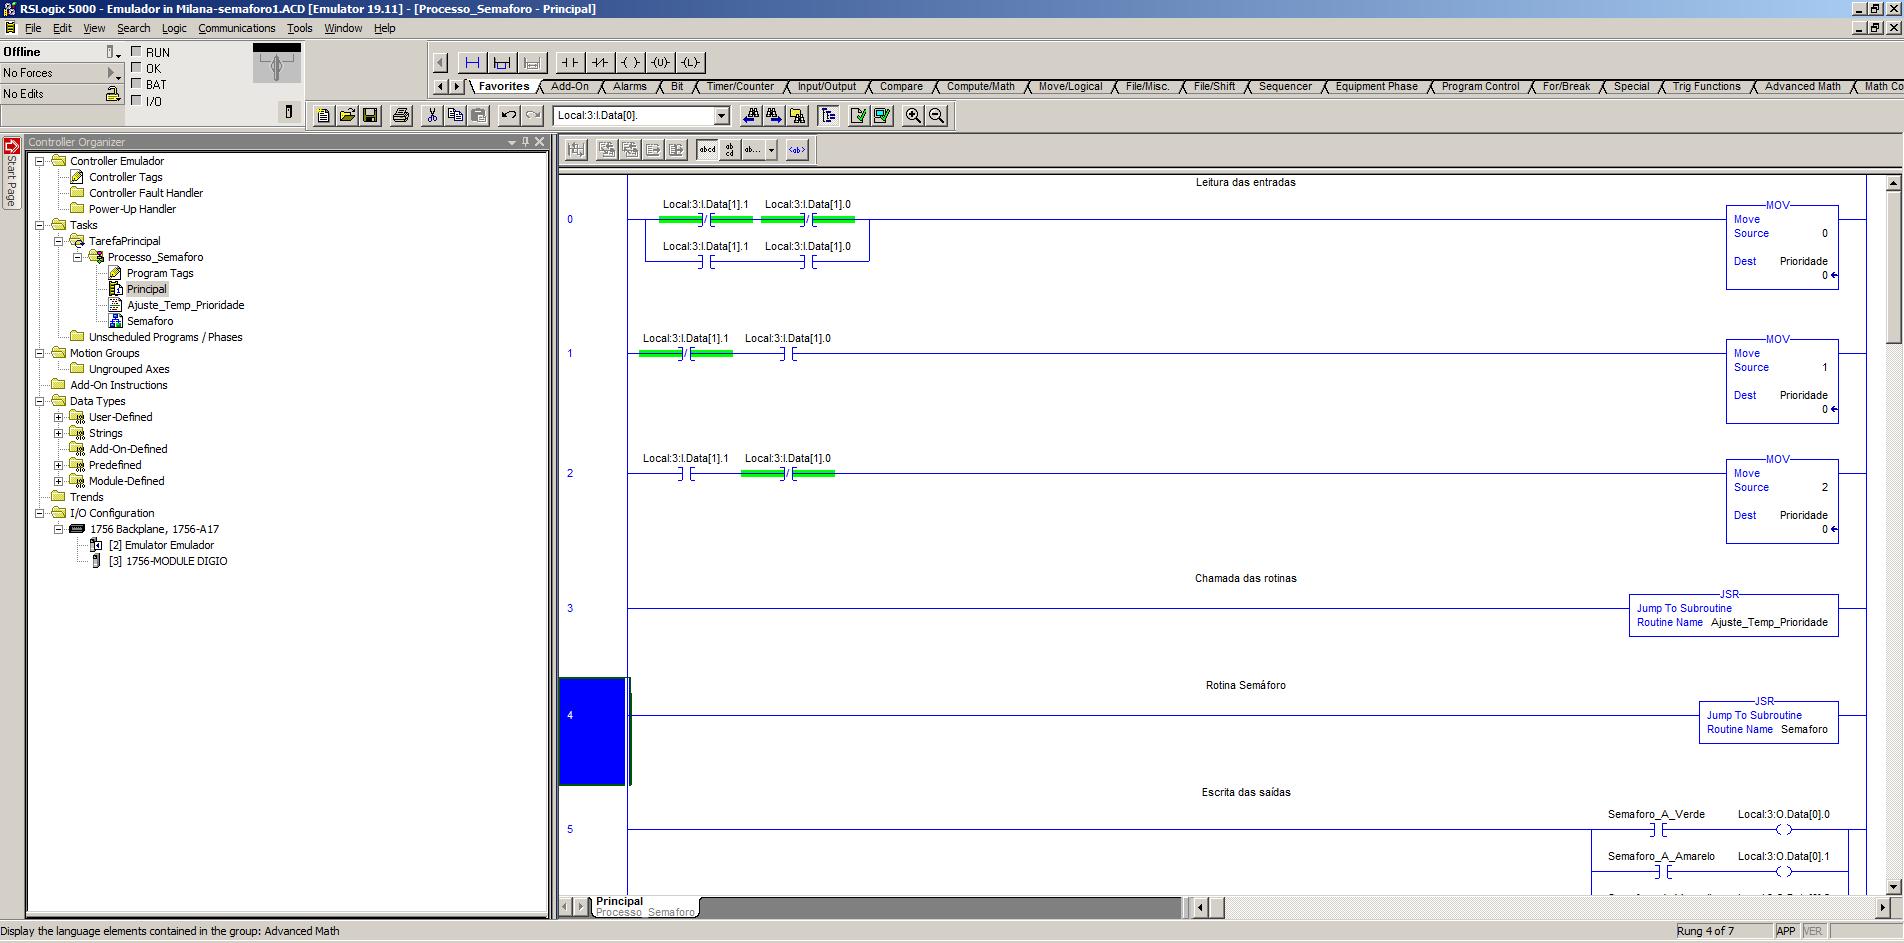 RSLogix 5000 - Emulador in Milana-semaforo1.ACD [Emulator 19.11] - [Processo_Semaforo - Principal]
File Edit View Search Logic Communications Tools Window Help
Offline
No Forces
No Edits
RUN
OK
BAT
I/O
(U) (L)
Favorites Add-On Alarms Bit Timer/Counter Input/Output Compare Compute/Math Move/Logical File/Misc. File/Shift Sequencer Equipment Phase Program Control For/Break Special Trig Functions Advanced Math Math Co
Local:3:I.Data[0].
Start Page
Controller Organizer
Controller Emulador
Controller Tags
Controller Fault Handler
Power-Up Handler
Tasks
TarefaPrincipal
Processo_Semaforo
Program Tags
Principal
Ajuste_Temp_Prioridade
Semaforo
Unscheduled Programs / Phases
Motion Groups
Ungrouped Axes
Add-On Instructions
Data Types
User-Defined
Strings
Add-On-Defined
Predefined
Module-Defined
Trends
I/O Configuration
1756 Backplane, 1756-A17
[2] Emulator Emulador
[3] 1756-MODULE DIGIO
abcd ab cd ab... <ab>
Leitura das entradas
0
Local:3:I.Data[1].1 Local:3:I.Data[1].0
Local:3:I.Data[1].1 Local:3:I.Data[1].0
MOV
Move
Source 0
Dest Prioridade
0
1
Local:3:I.Data[1].1 Local:3:I.Data[1].0
MOV
Move
Source 1
Dest Prioridade
0
2
Local:3:I.Data[1].1 Local:3:I.Data[1].0
MOV
Move
Source 2
Dest Prioridade
0
Chamada das rotinas
3
JSR
Jump To Subroutine
Routine Name Ajuste_Temp_Prioridade
Rotina Semáforo
4
JSR
Jump To Subroutine
Routine Name Semaforo
Escrita das saídas
5
Semaforo_A_Verde Local:3:O.Data[0].0
Semaforo_A_Amarelo Local:3:O.Data[0].1
Principal
Processo_Semaforo
Display the language elements contained in the group: Advanced Math
Rung 4 of 7 APP VER